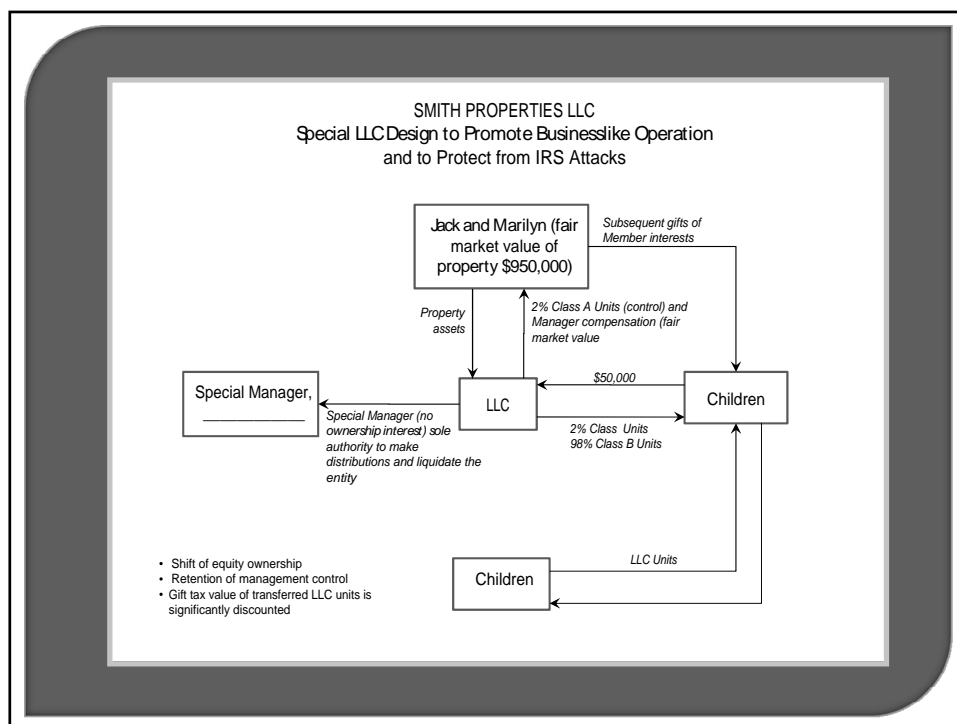 SMITH PROPERTIES LLC
Special LLC Design to Promote Businesslike Operation
and to Protect from IRS Attacks
Jack and Marilyn (fair
market value of
property $950,000)
Subsequent gifts of
Member interests
Property
assets
2% Class A Units (control) and
Manager compensation (fair
market value
Special Manager,
_______________
LLC
$50,000
Children
Special Manager (no
ownership interest) sole
authority to make
distributions and liquidate the
entity
2% Class Units
98% Class B Units
• Shift of equity ownership
• Retention of management control
• Gift tax value of transferred LLC units is
significantly discounted
Children
LLC Units